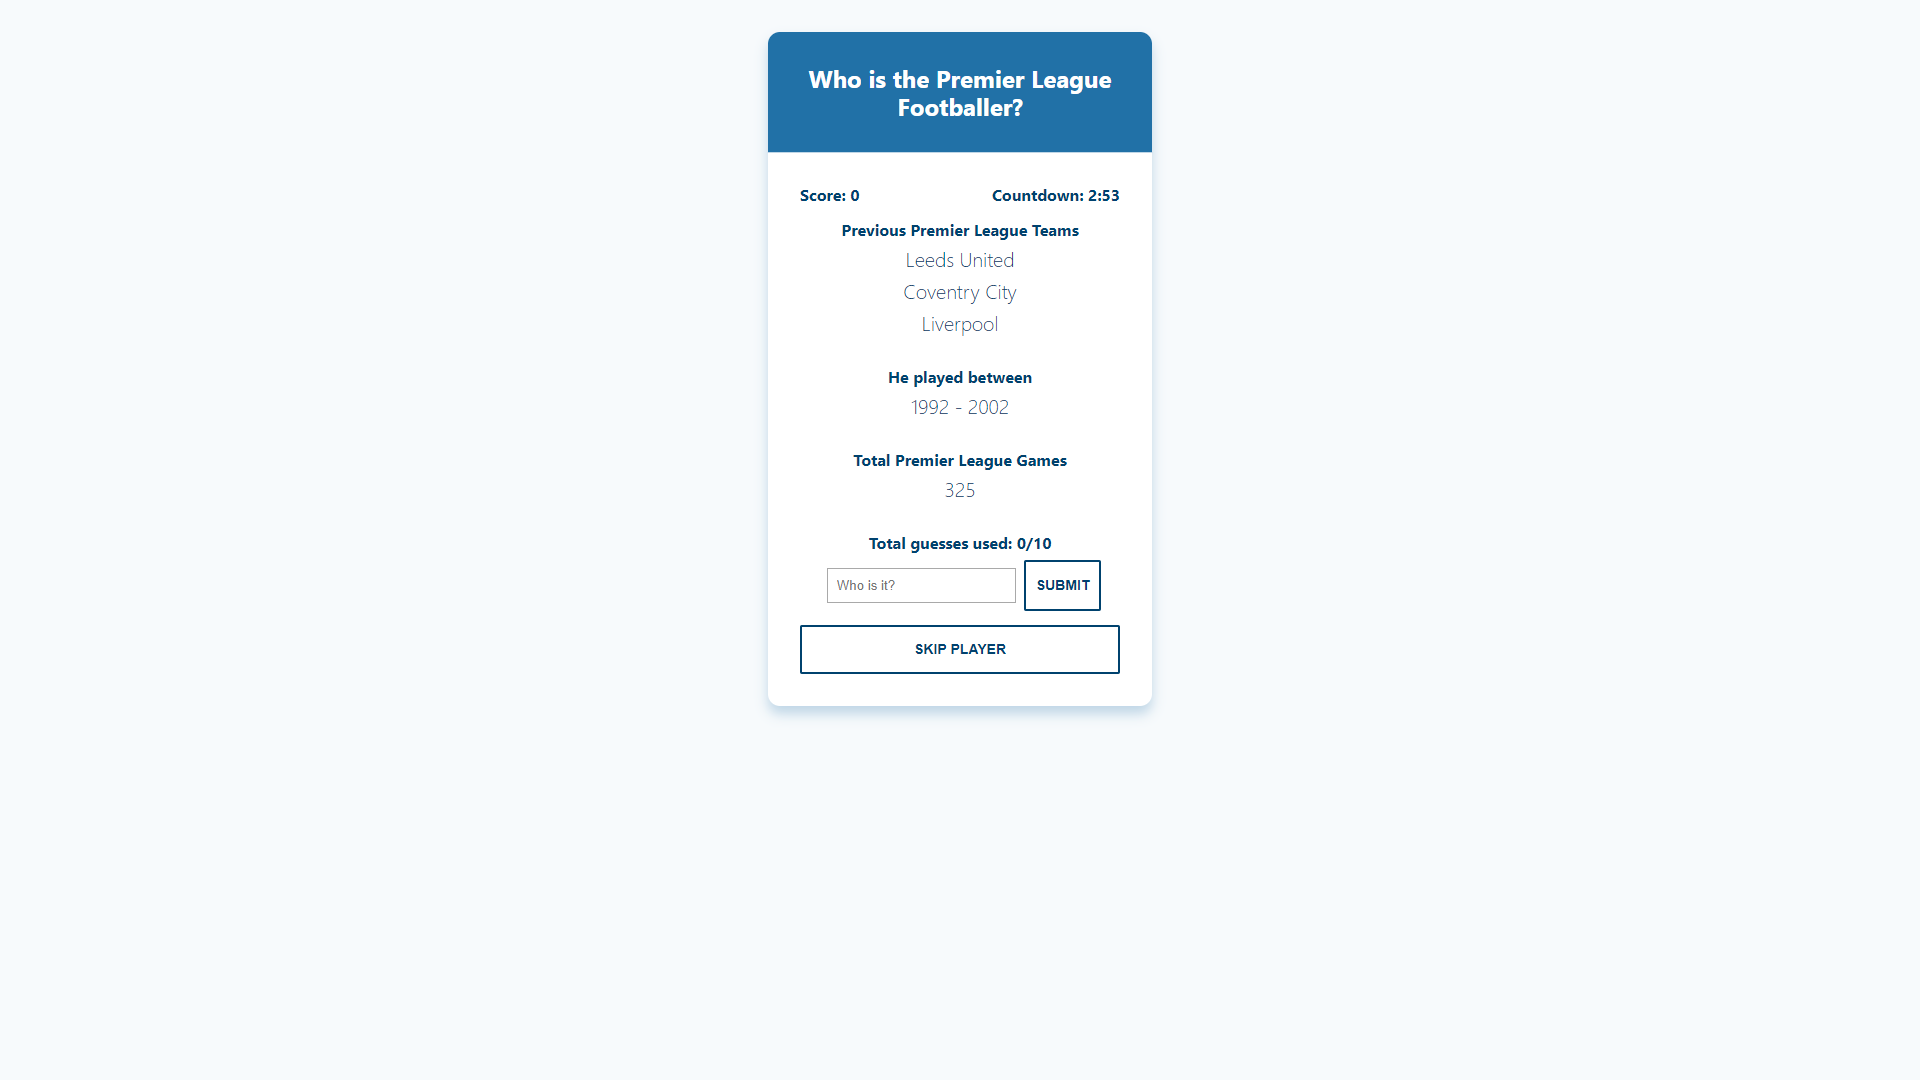 Who is the Premier League
Footballer?
Score: 0
Countdown: 2:53
Previous Premier League Teams
Leeds United
Coventry City
Liverpool
He played between
1992 - 2002
Total Premier League Games
325
Total guesses used: 0/10
Who is it?
SUBMIT
SKIP PLAYER